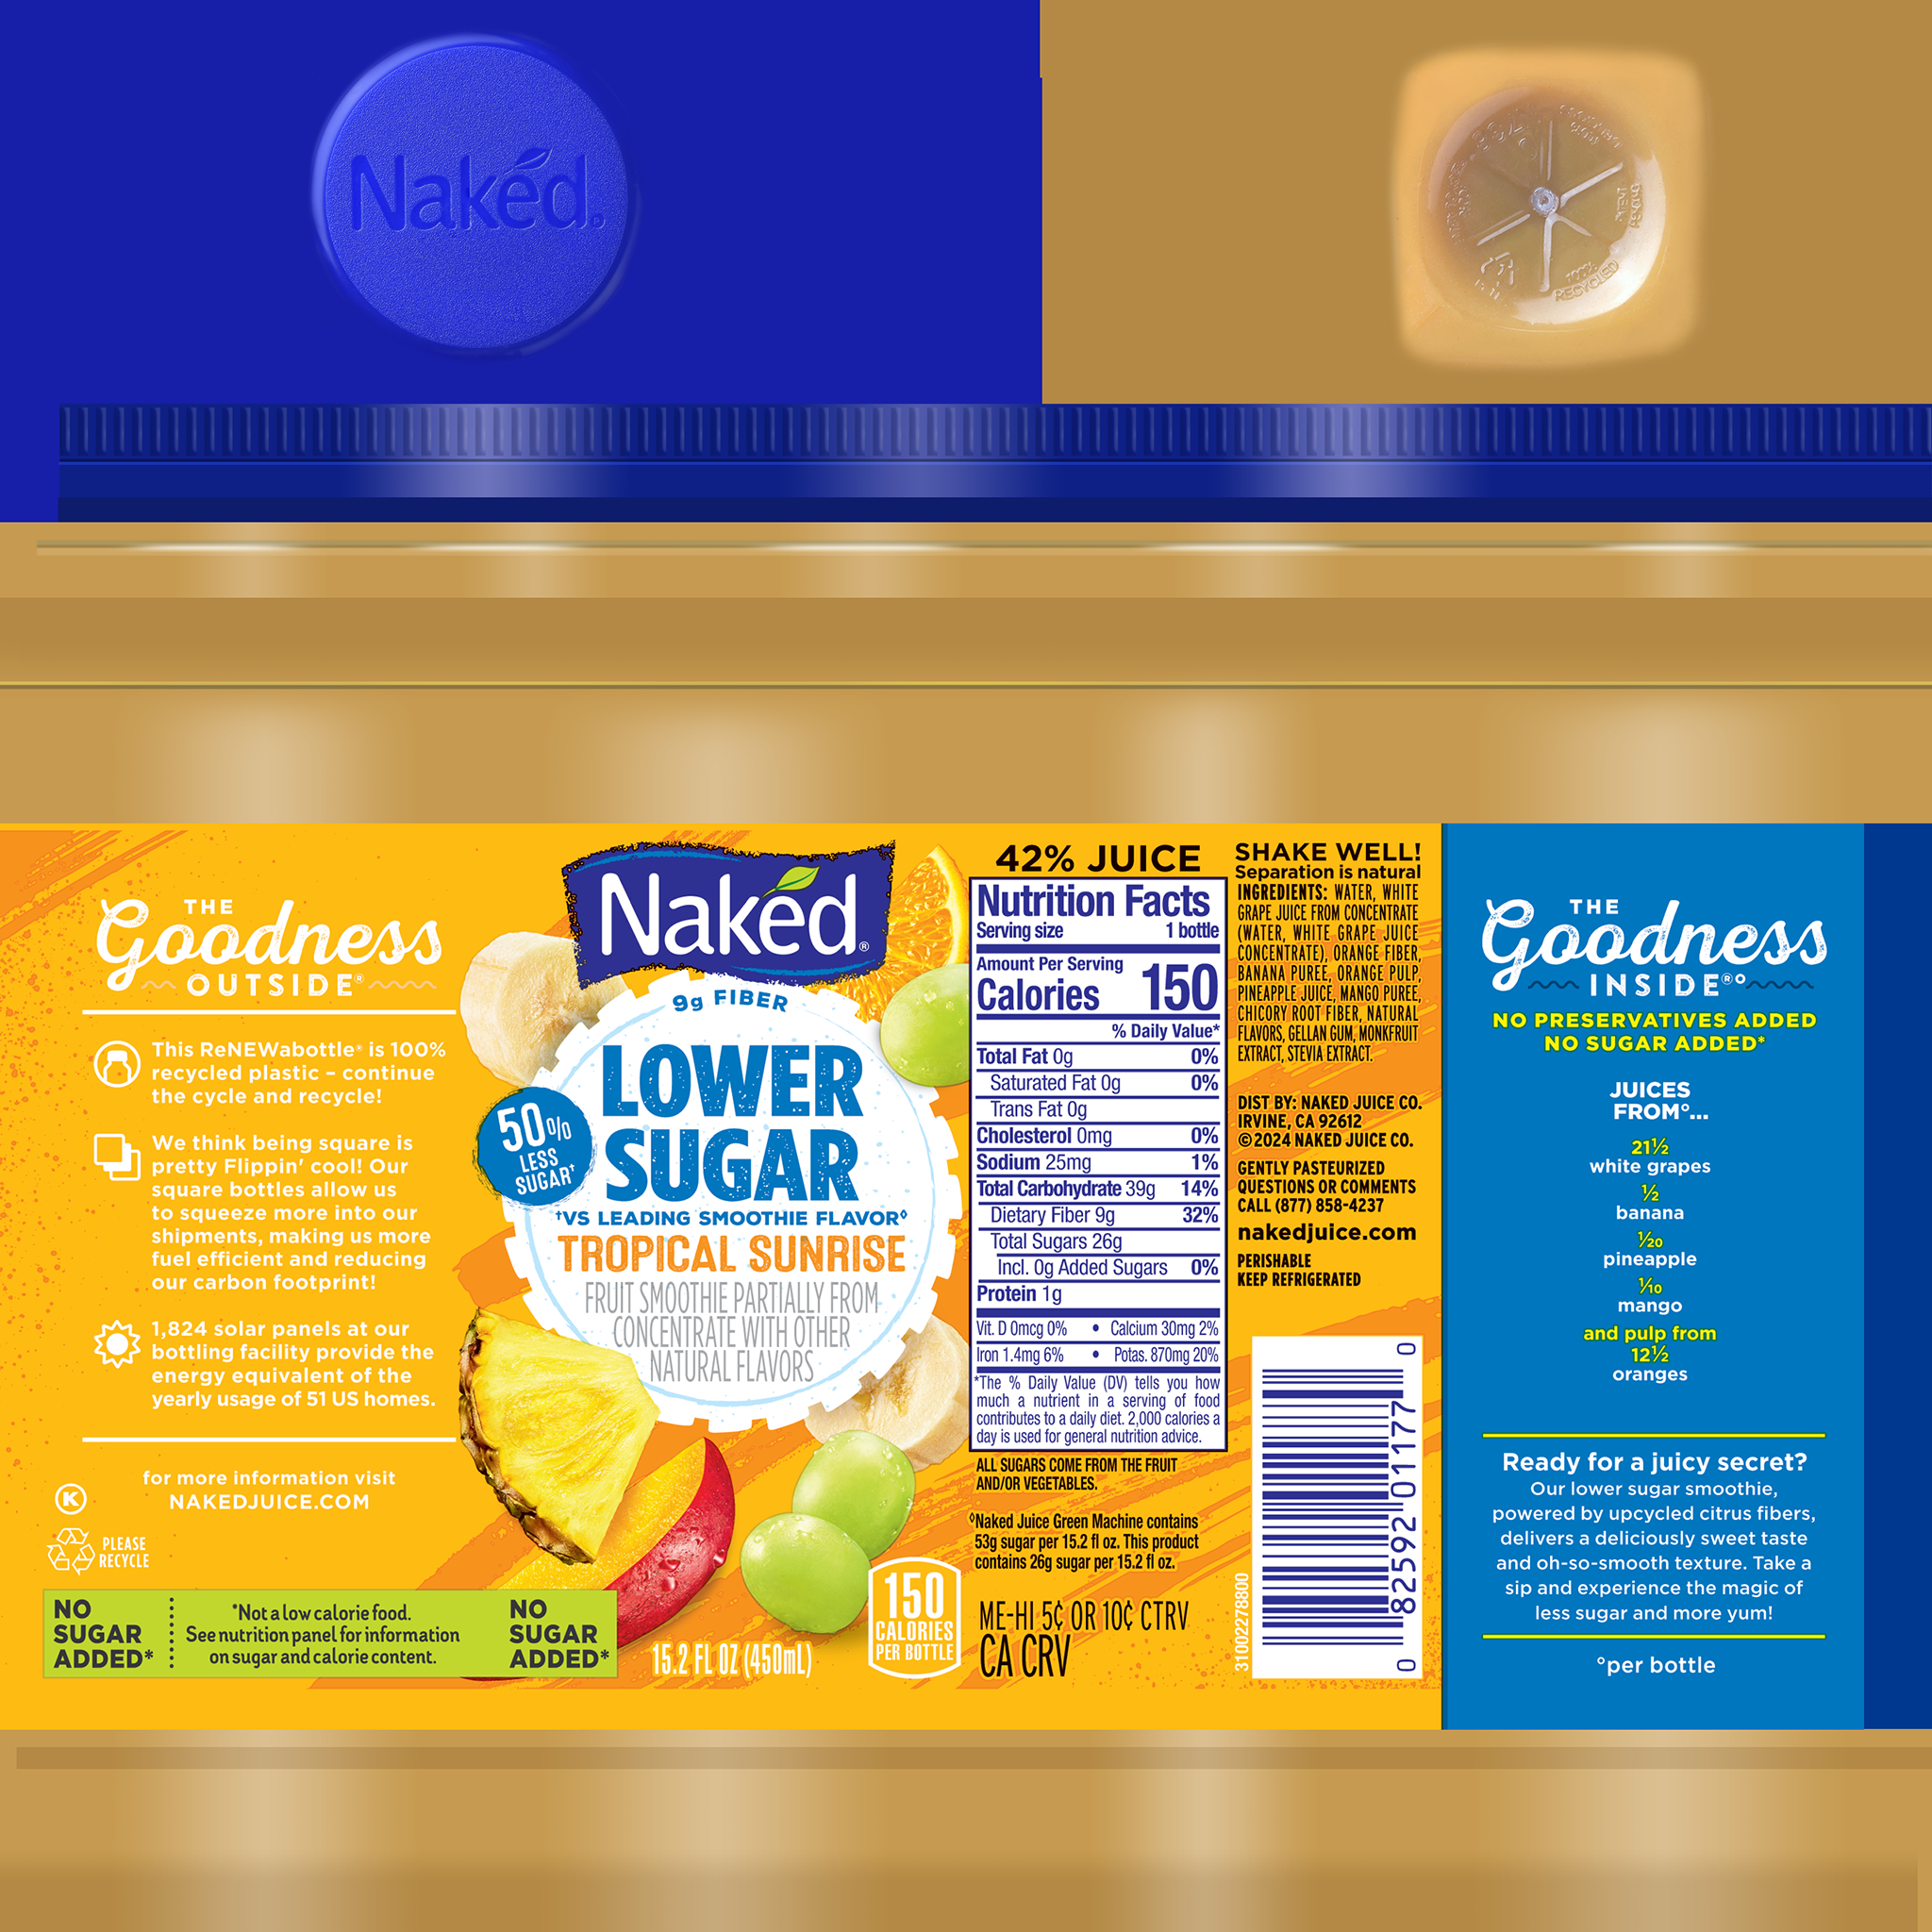 Naked®
100%
RECYCLED
THE
Goodness
OUTSIDE®
This ReNEWabottle® is 100%
recycled plastic – continue
the cycle and recycle!
We think being square is
pretty Flippin' cool! Our
square bottles allow us
to squeeze more into our
shipments, making us more
fuel efficient and reducing
our carbon footprint!
1,824 solar panels at our
bottling facility provide the
energy equivalent of the
yearly usage of 51 US homes.
for more information visit
NAKEDJUICE.COM
K
PLEASE
RECYCLE
NO
SUGAR
ADDED*
*Not a low calorie food.
See nutrition panel for information
on sugar and calorie content.
NO
SUGAR
ADDED*
Naked®
9g FIBER
LOWER
SUGAR
50%
LESS
SUGAR†
†VS LEADING SMOOTHIE FLAVOR◊
TROPICAL SUNRISE
FRUIT SMOOTHIE PARTIALLY FROM
CONCENTRATE WITH OTHER
NATURAL FLAVORS
15.2 FL OZ (450mL)
150
CALORIES
PER BOTTLE
42% JUICE
Nutrition Facts
Serving size 1 bottle
Amount Per Serving
Calories 150
% Daily Value*
Total Fat 0g 0%
Saturated Fat 0g 0%
Trans Fat 0g
Cholesterol 0mg 0%
Sodium 25mg 1%
Total Carbohydrate 39g 14%
Dietary Fiber 9g 32%
Total Sugars 26g
Incl. 0g Added Sugars 0%
Protein 1g
Vit. D 0mcg 0% • Calcium 30mg 2%
Iron 1.4mg 6% • Potas. 870mg 20%
*The % Daily Value (DV) tells you how
much a nutrient in a serving of food
contributes to a daily diet. 2,000 calories a
day is used for general nutrition advice.
ALL SUGARS COME FROM THE FRUIT
AND/OR VEGETABLES.
◊Naked Juice Green Machine contains
53g sugar per 15.2 fl oz. This product
contains 26g sugar per 15.2 fl oz.
ME-HI 5¢ OR 10¢ CTRV
CA CRV
SHAKE WELL!
Separation is natural
INGREDIENTS: WATER, WHITE
GRAPE JUICE FROM CONCENTRATE
(WATER, WHITE GRAPE JUICE
CONCENTRATE), ORANGE FIBER,
BANANA PUREE, ORANGE PULP,
PINEAPPLE JUICE, MANGO PUREE,
CHICORY ROOT FIBER, NATURAL
FLAVORS, GELLAN GUM, MONKFRUIT
EXTRACT, STEVIA EXTRACT.
DIST BY: NAKED JUICE CO.
IRVINE, CA 92612
©2024 NAKED JUICE CO.
GENTLY PASTEURIZED
QUESTIONS OR COMMENTS
CALL (877) 858-4237
nakedjuice.com
PERISHABLE
KEEP REFRIGERATED
31002278800
0 82592 01177 0
THE
Goodness
INSIDE®°
NO PRESERVATIVES ADDED
NO SUGAR ADDED*
JUICES
FROM°...
21½
white grapes
½
banana
1/20
pineapple
1/10
mango
and pulp from
12½
oranges
Ready for a juicy secret?
Our lower sugar smoothie,
powered by upcycled citrus fibers,
delivers a deliciously sweet taste
and oh-so-smooth texture. Take a
sip and experience the magic of
less sugar and more yum!
°per bottle